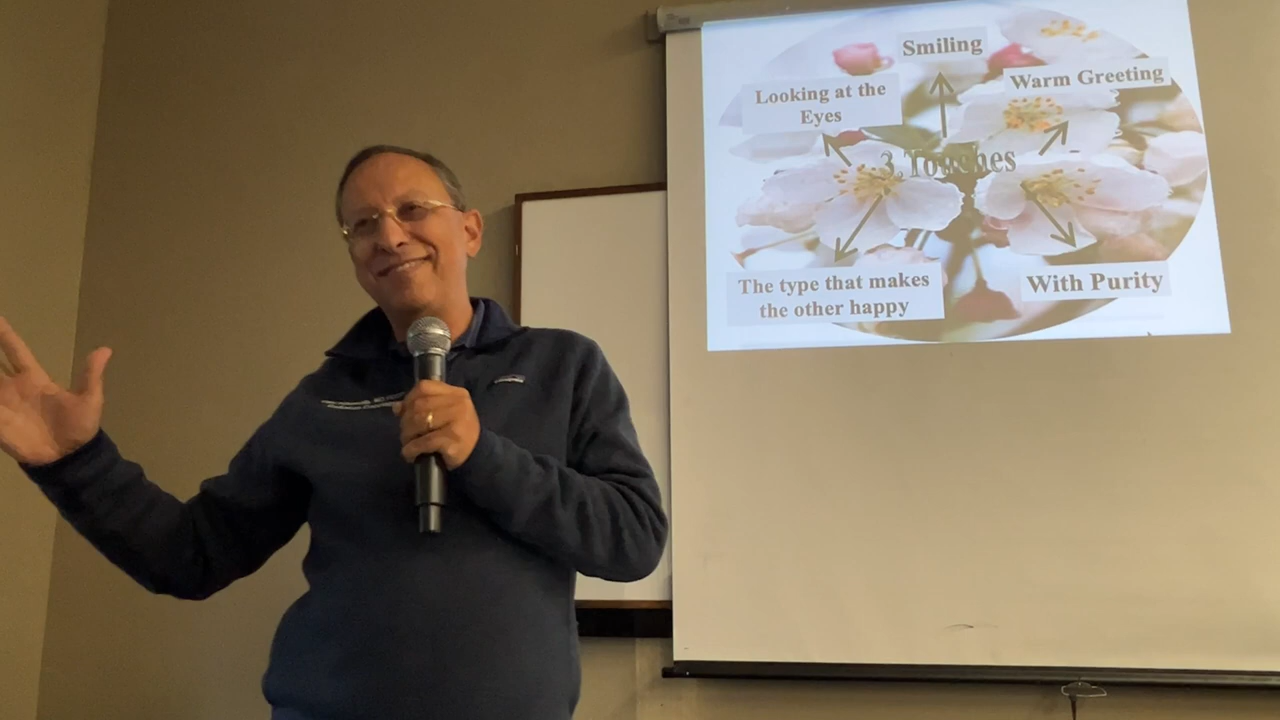 Smiling
Warm Greeting
Looking at the
Eyes
3. Touches
The type that makes
the other happy
With Purity